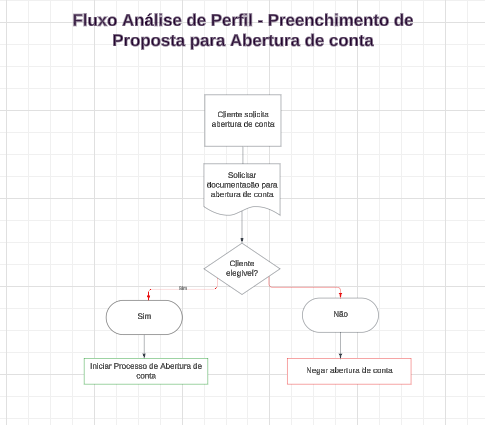 Fluxo Análise de Perfil - Preenchimento de
Proposta para Abertura de conta
Cliente solicita
abertura de conta
Solicitar
documentacão para
abertura de conta
Cliente
elegível?
Sim
Sim
Não
Iniciar Processo de Abertura de
conta
Negar abertura de conta